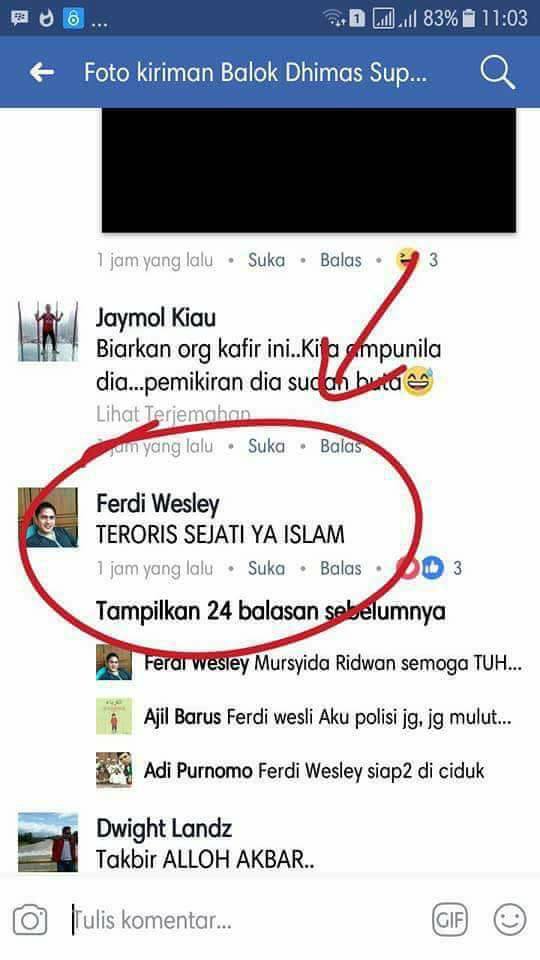 83% 11:03
Foto kiriman Balok Dhimas Sup...
1 jam yang lalu • Suka • Balas • 3
Jaymol Kiau
Biarkan org kafir ini..Kita ampunila
dia...pemikiran dia sudah buta
Lihat Terjemahan
1 jam yang lalu • Suka • Balas
Ferdi Wesley
TERORIS SEJATI YA ISLAM
1 jam yang lalu • Suka • Balas • 3
Tampilkan 24 balasan sebelumnya
Ferdi Wesley Mursyida Ridwan semoga TUH...
Ajil Barus Ferdi wesli Aku polisi jg, jg mulut...
Adi Purnomo Ferdi Wesley siap2 di ciduk
Dwight Landz
Takbir ALLOH AKBAR..
Tulis komentar...
GIF